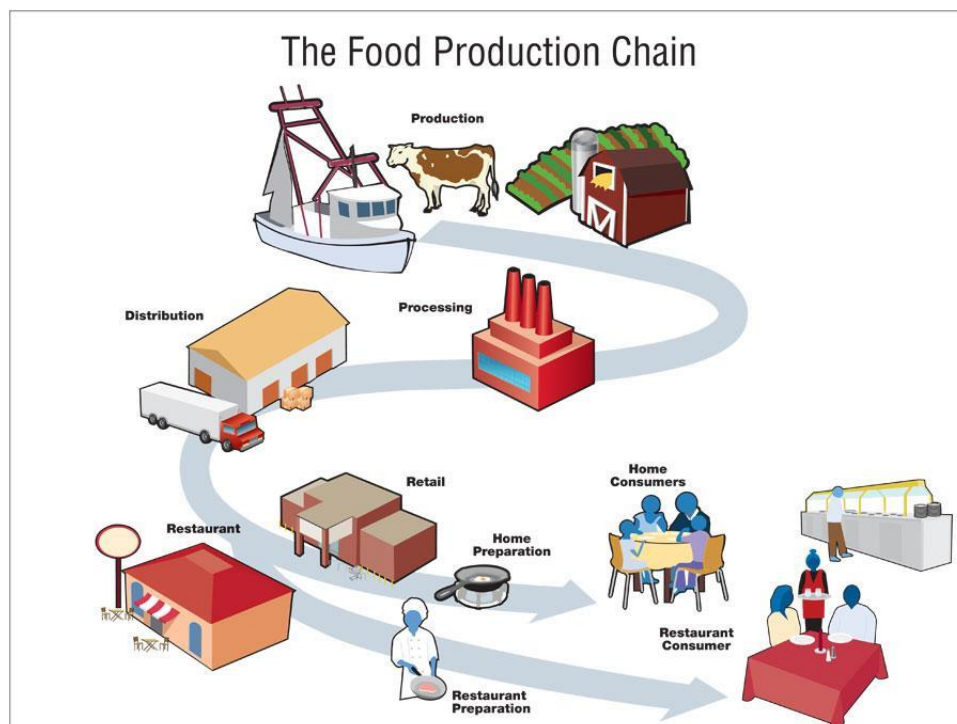 The Food Production Chain
Production
Processing
Distribution
Retail
Home
Consumers
Restaurant
Home
Preparation
Restaurant
Consumer
Restaurant
Preparation